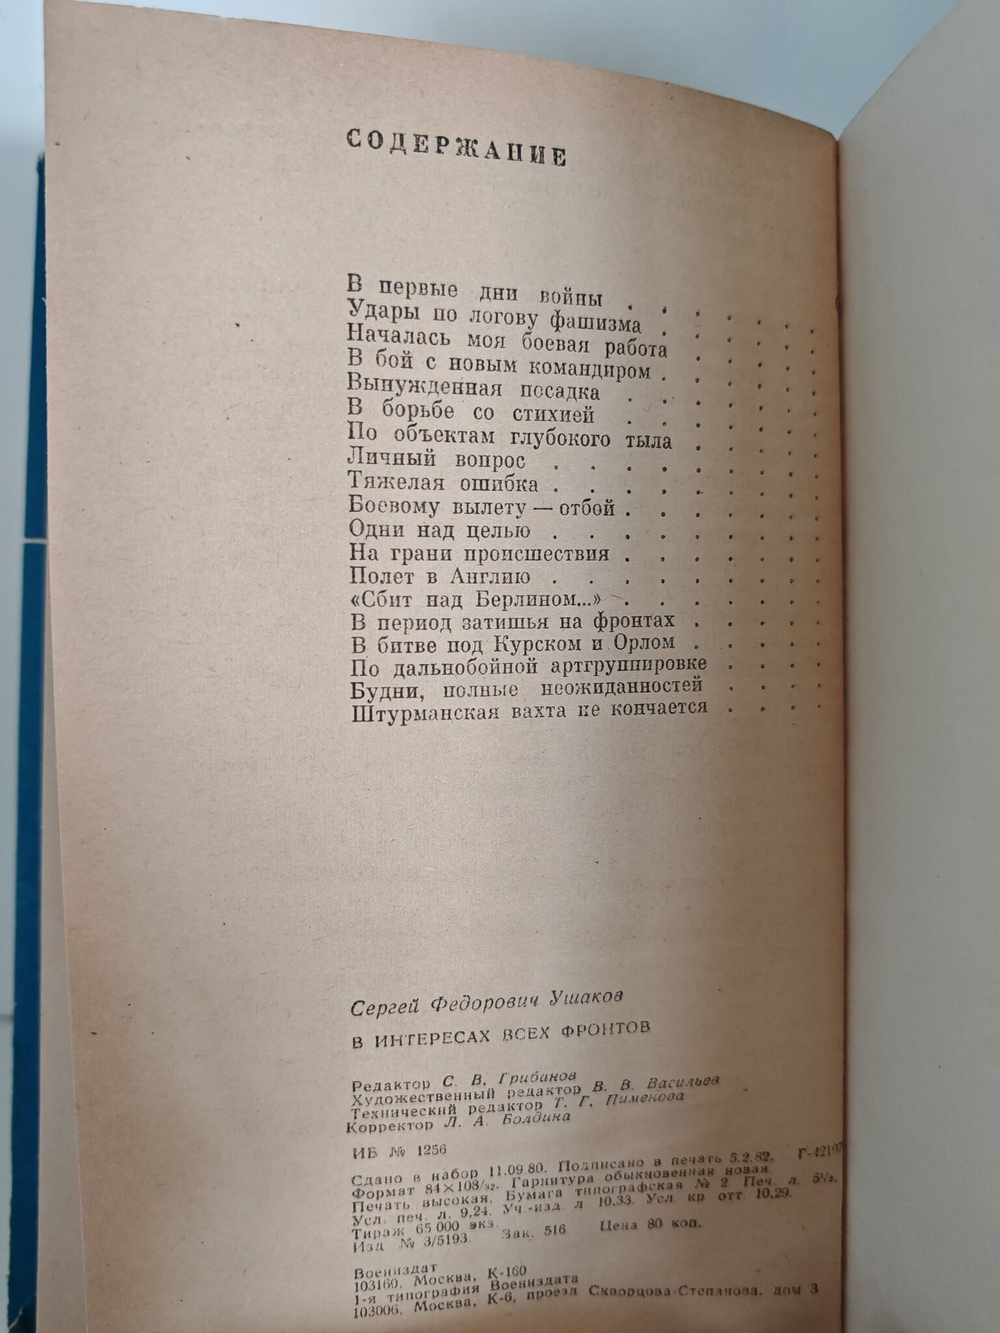 СОДЕРЖАНИЕ
В первые дни войны . . . . . . .
Удары по логову фашизма . . . . . .
Началась моя боевая работа . . . . .
В бой с новым командиром . . . . . .
Вынужденная посадка . . . . . . .
В борьбе со стихией . . . . . . .
По объектам глубокого тыла . . . . .
Личный вопрос . . . . . . . . .
Тяжелая ошибка . . . . . . . . .
Боевому вылету — отбой . . . . . . .
Одни над целью . . . . . . . . .
На грани происшествия . . . . . . .
Полет в Англию . . . . . . . . .
«Сбит над Берлином...» . . . . . . .
В период затишья на фронтах . . . . .
В битве под Курском и Орлом . . . . .
По дальнобойной артгруппировке . . . .
Будни, полные неожиданностей . . . .
Штурманская вахта не кончается . . . .
Сергей Федорович Ушаков
В ИНТЕРЕСАХ ВСЕХ ФРОНТОВ
Редактор С. В. Грибанов
Художественный редактор В. В. Васильев
Технический редактор Т. Г. Пименова
Корректор Л. А. Болдина
ИБ № 1256
Сдано в набор 11.09.80. Подписано в печать 5.2.82. Г-42197
Формат 84×108/32. Гарнитура обыкновенная новая.
Печать высокая. Бумага типографская № 2 Печ. л. 5½.
Усл. печ. л. 9,24. Уч.-изд. л 10,33. Усл. кр отт. 10,29.
Тираж 65 000 экз.
Изд № 3/5193. Зак. 516 Цена 80 коп.
Воениздат
103160, Москва, К-160
1-я типография Воениздата
103006, Москва, К-6, проезд Скворцова-Степанова, дом 3